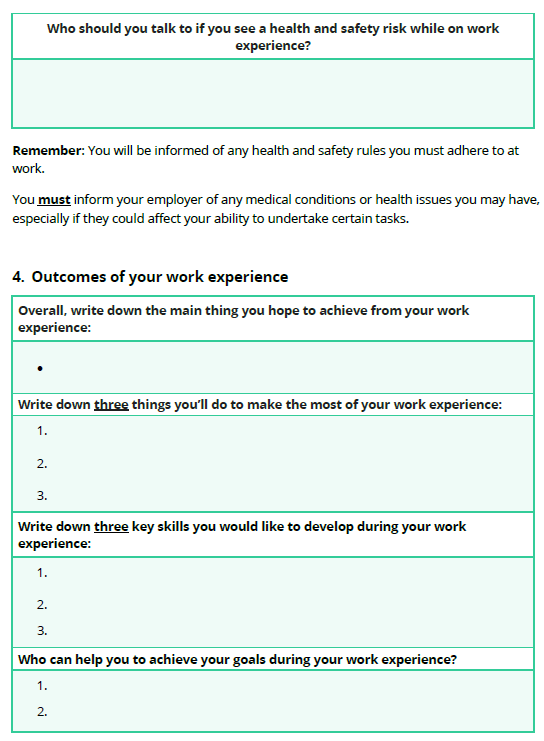 Who should you talk to if you see a health and safety risk while on work
experience?
Remember: You will be informed of any health and safety rules you must adhere to at
work.
You must inform your employer of any medical conditions or health issues you may have,
especially if they could affect your ability to undertake certain tasks.
4. Outcomes of your work experience
Overall, write down the main thing you hope to achieve from your work
experience:
•
Write down three things you’ll do to make the most of your work experience:
1.
2.
3.
Write down three key skills you would like to develop during your work
experience:
1.
2.
3.
Who can help you to achieve your goals during your work experience?
1.
2.